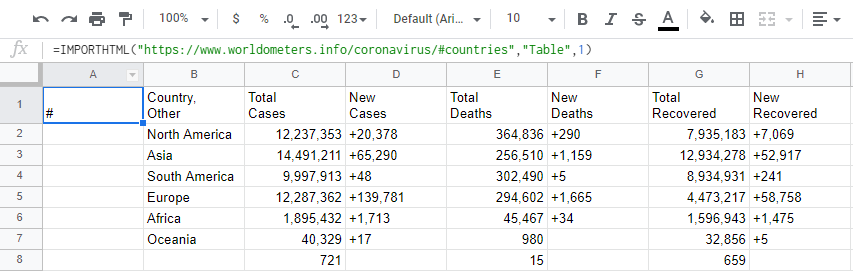 100% $ % .0 .00 123 Default (Ari... 10 B I S A
fx =IMPORTHTML("https://www.worldometers.info/coronavirus/#countries","Table",1)
A B C D E F G H
1 # Country, Other Total Cases New Cases Total Deaths New Deaths Total Recovered New Recovered
2 North America 12,237,353 +20,378 364,836 +290 7,935,183 +7,069
3 Asia 14,491,211 +65,290 256,510 +1,159 12,934,278 +52,917
4 South America 9,997,913 +48 302,490 +5 8,934,931 +241
5 Europe 12,287,362 +139,781 294,602 +1,665 4,473,217 +58,758
6 Africa 1,895,432 +1,713 45,467 +34 1,596,943 +1,475
7 Oceania 40,329 +17 980 32,856 +5
8 721 15 659